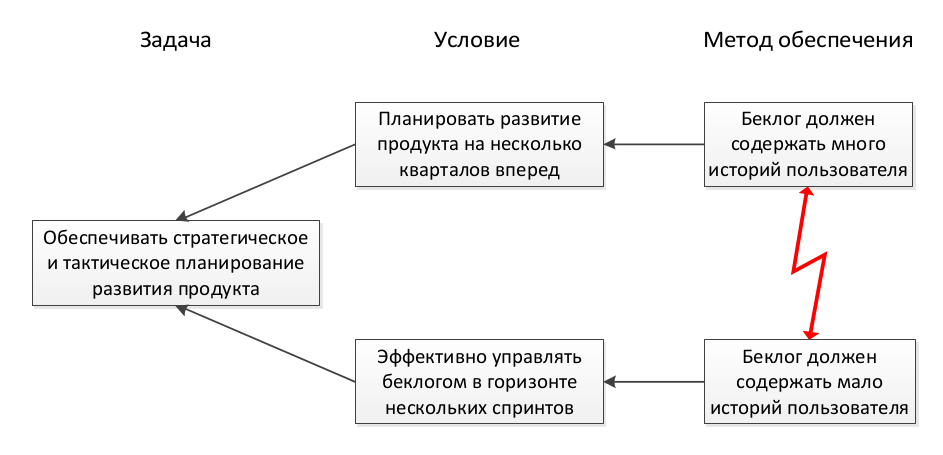 Задача
Условие
Метод обеспечения
Планировать развитие
продукта на несколько
кварталов вперед
Беклог должен
содержать много
историй пользователя
Обеспечивать стратегическое
и тактическое планирование
развития продукта
Эффективно управлять
беклогом в горизонте
нескольких спринтов
Беклог должен
содержать мало
историй пользователя